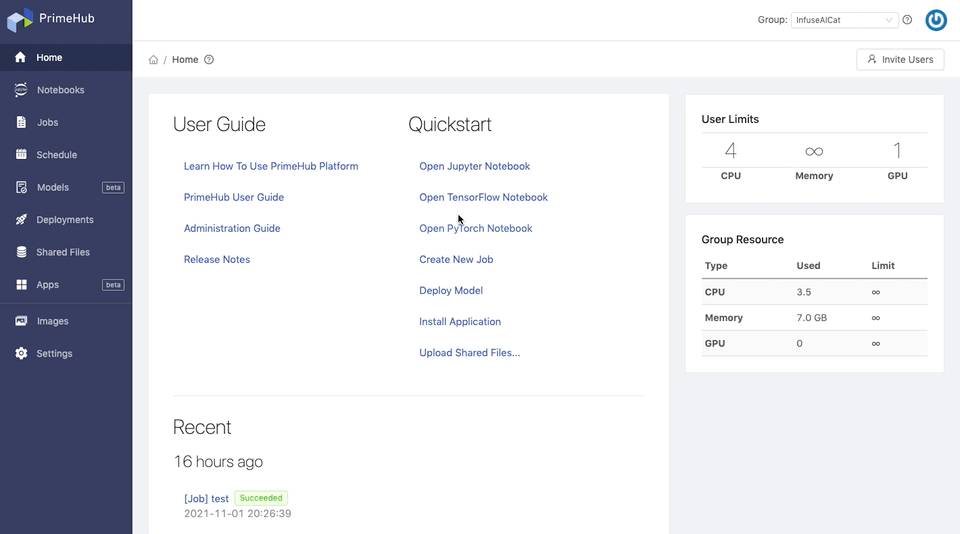 PrimeHub
Group: InfuseAICat
Home
Notebooks
Jobs
Schedule
Models beta
Deployments
Shared Files
Apps beta
Images
Settings
/ Home
Invite Users
User Guide
Learn How To Use PrimeHub Platform
PrimeHub User Guide
Administration Guide
Release Notes
Quickstart
Open Jupyter Notebook
Open TensorFlow Notebook
Open PyTorch Notebook
Create New Job
Deploy Model
Install Application
Upload Shared Files...
Recent
16 hours ago
[Job] test Succeeded
2021-11-01 20:26:39
User Limits
4 ∞ 1
CPU Memory GPU
Group Resource
Type Used Limit
CPU 3.5 ∞
Memory 7.0 GB ∞
GPU 0 ∞